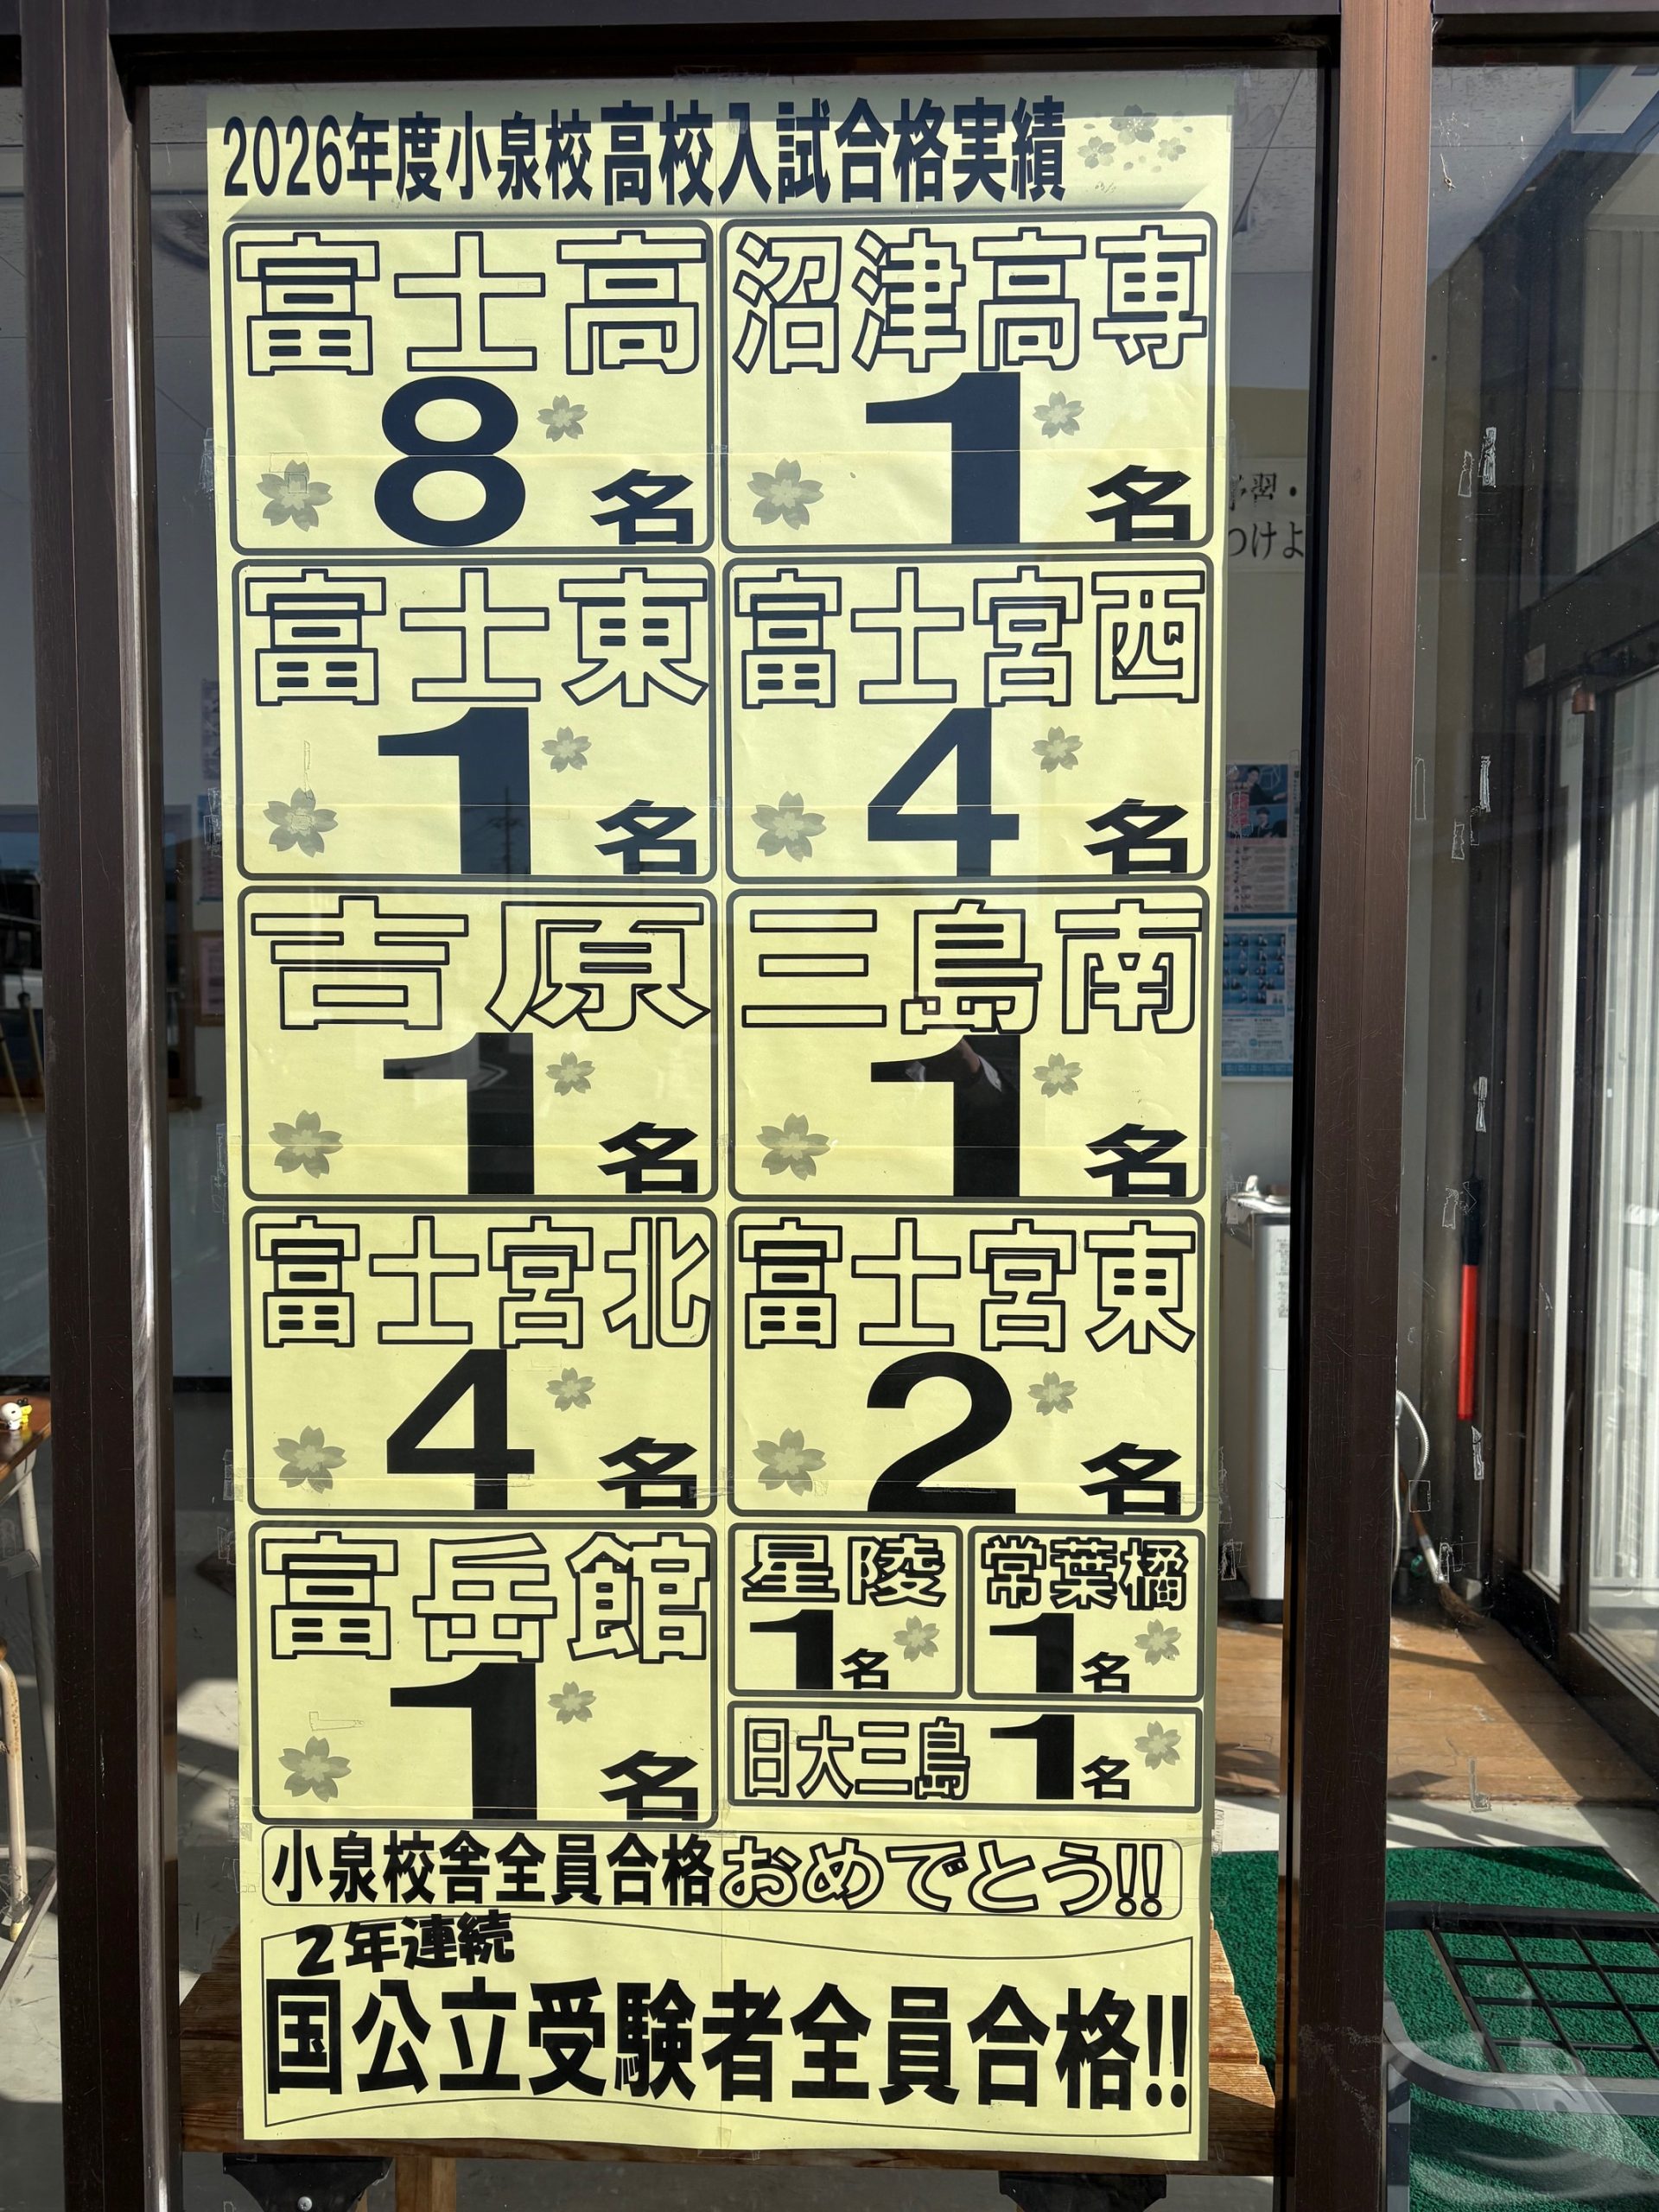 2026年度小泉校高校入試合格実績
富士高
8名
沼津高専
1名
富士東
1名
富士宮西
4名
吉原
1名
三島南
1名
富士宮北
4名
富士宮東
2名
富岳館
1名
星陵
1名
常葉橘
1名
日大三島 1名
小泉校舎全員合格おめでとう!!
2年連続
国公立受験者全員合格!!
習・
つけよ